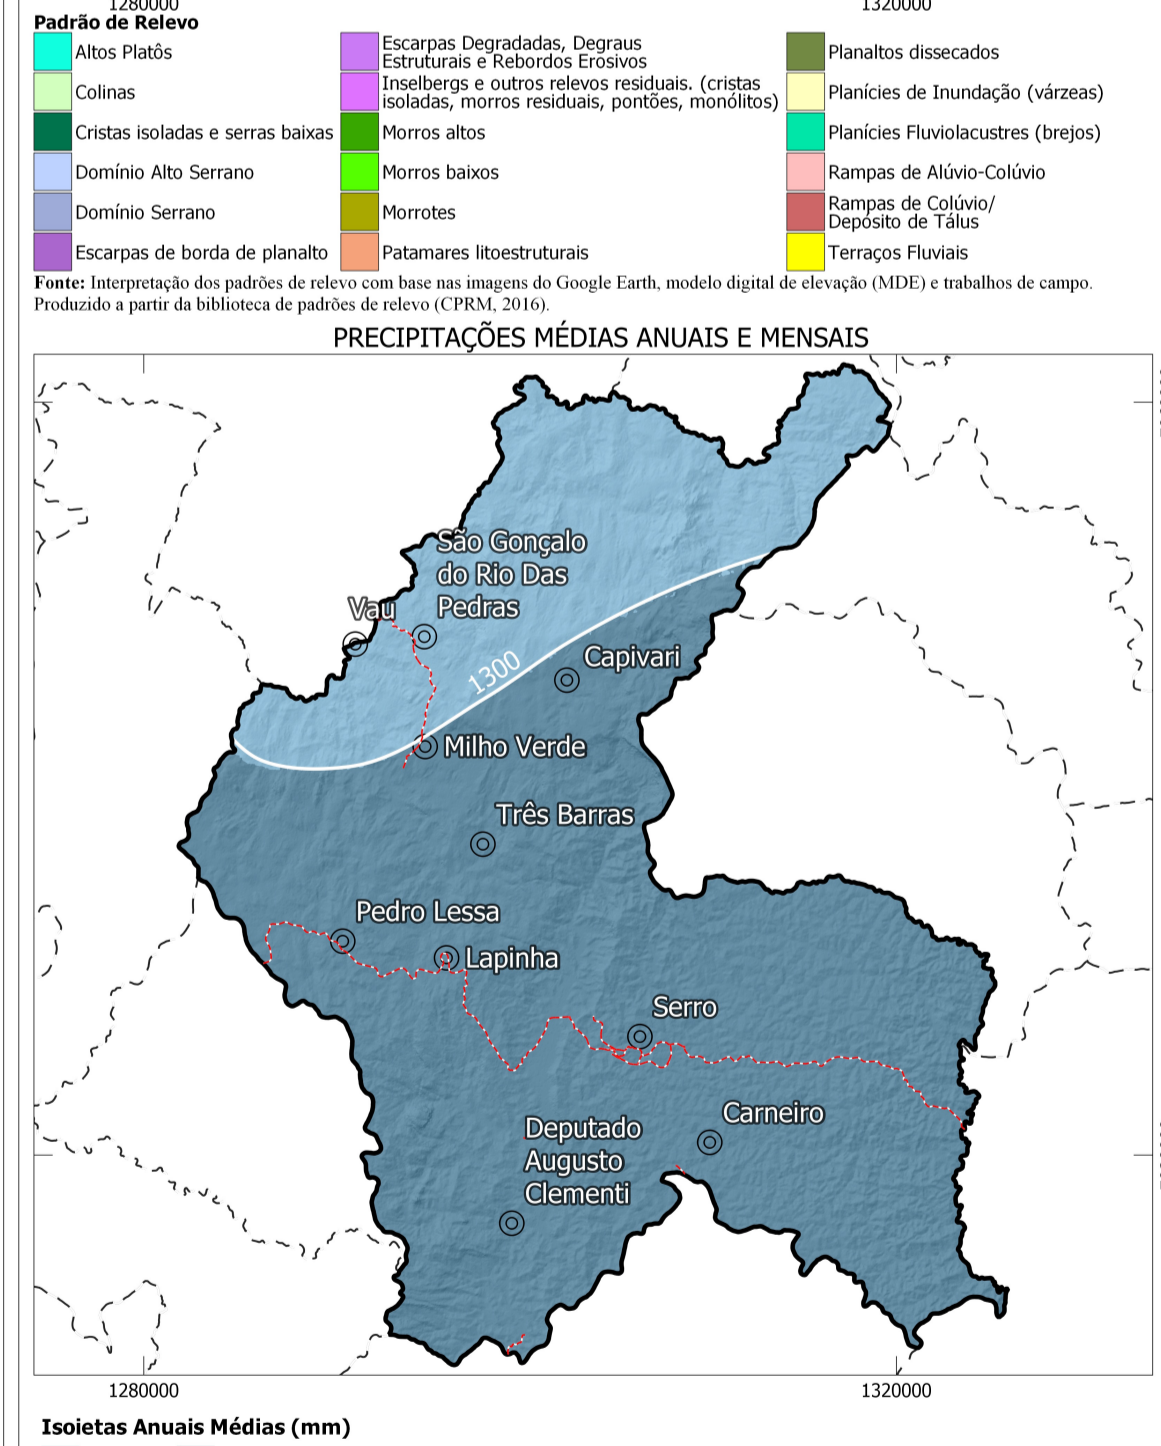 1280000 1320000
Padrão de Relevo
Altos Platôs
Colinas
Cristas isoladas e serras baixas
Domínio Alto Serrano
Domínio Serrano
Escarpas de borda de planalto
Escarpas Degradadas, Degraus
Estruturais e Rebordos Erosivos
Inselbergs e outros relevos residuais. (cristas
isoladas, morros residuais, pontões, monólitos)
Morros altos
Morros baixos
Morrotes
Patamares litoestruturais
Planaltos dissecados
Planícies de Inundação (várzeas)
Planícies Fluviolacustres (brejos)
Rampas de Alúvio-Colúvio
Rampas de Colúvio/
Depósito de Tálus
Terraços Fluviais
Fonte: Interpretação dos padrões de relevo com base nas imagens do Google Earth, modelo digital de elevação (MDE) e trabalhos de campo.
Produzido a partir da biblioteca de padrões de relevo (CPRM, 2016).
PRECIPITAÇÕES MÉDIAS ANUAIS E MENSAIS
São Gonçalo
do Rio Das
Pedras
Vau
Capivari
1300
Milho Verde
Três Barras
Pedro Lessa
Lapinha
Serro
Carneiro
Deputado
Augusto
Clementi
1280000 1320000
Isoietas Anuais Médias (mm)